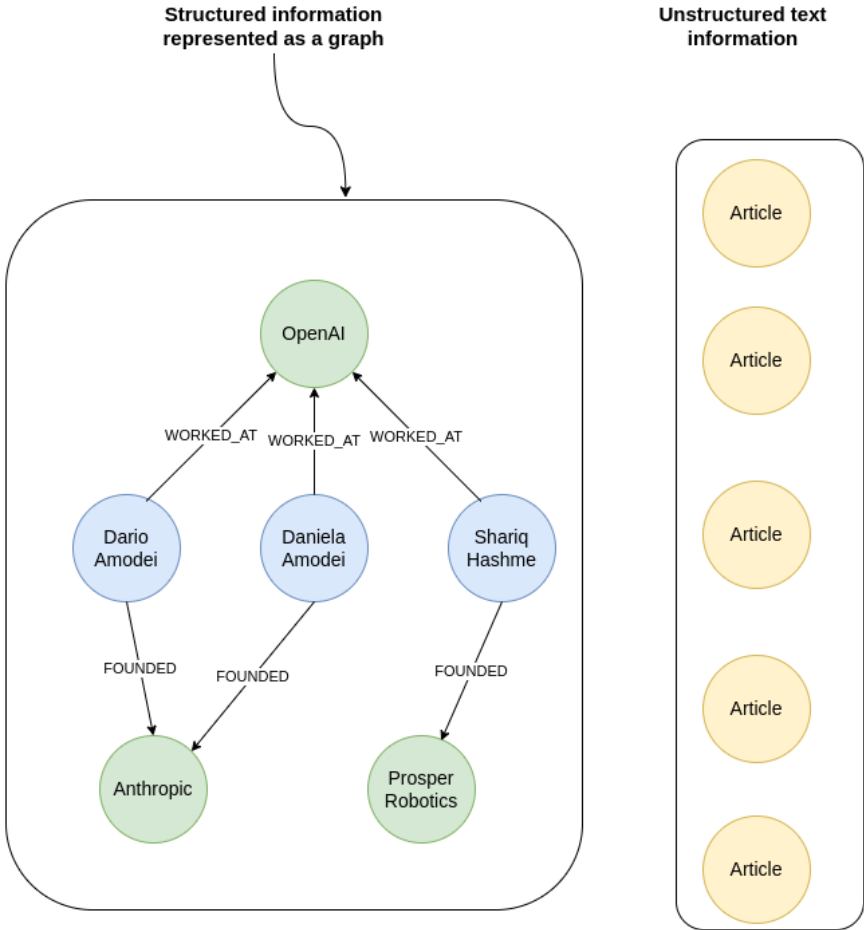 Structured information
represented as a graph
Unstructured text
information
OpenAI
WORKED_AT
WORKED_AT
WORKED_AT
Dario
Amodei
Daniela
Amodei
Shariq
Hashme
FOUNDED
FOUNDED
FOUNDED
Anthropic
Prosper
Robotics
Article
Article
Article
Article
Article